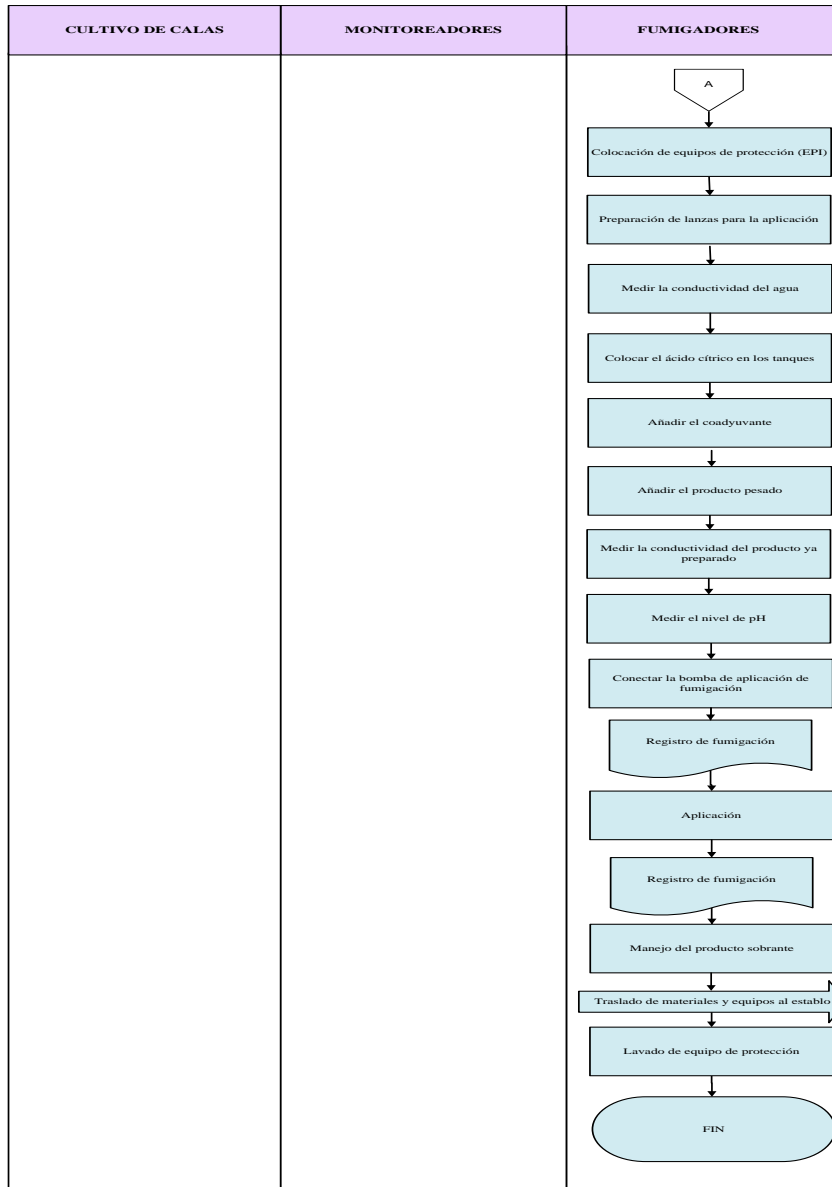 CULTIVO DE CALAS
MONITOREADORES
FUMIGADORES
A
Colocación de equipos de protección (EPI)
Preparación de lanzas para la aplicación
Medir la conductividad del agua
Colocar el ácido cítrico en los tanques
Añadir el coadyuvante
Añadir el producto pesado
Medir la conductividad del producto ya
preparado
Medir el nivel de pH
Conectar la bomba de aplicación de
fumigación
Registro de fumigación
Aplicación
Registro de fumigación
Manejo del producto sobrante
Traslado de materiales y equipos al establo
Lavado de equipo de protección
FIN